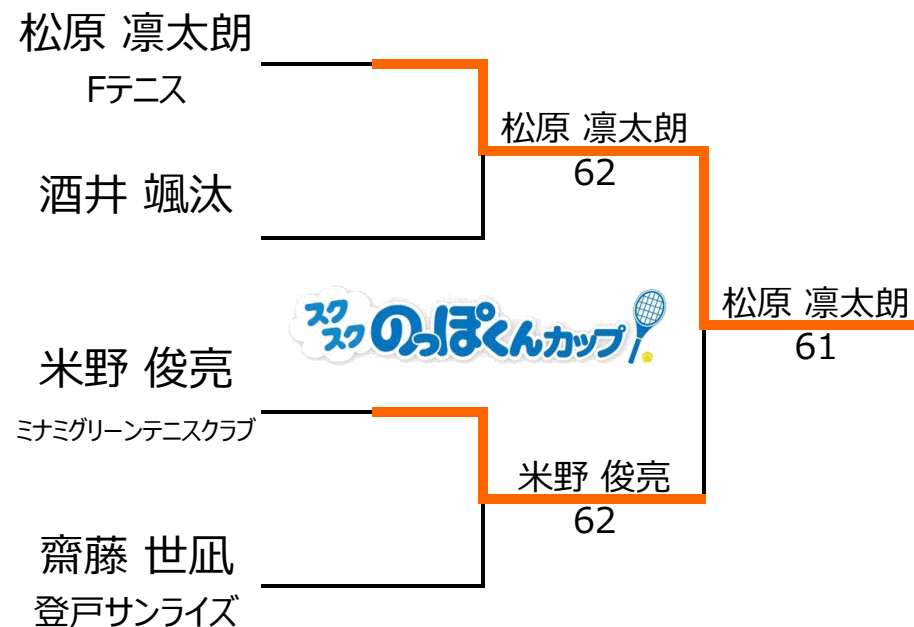 松原 凛太朗
Fテニス
松原 凛太朗
62
酒井 颯汰
スクスクのっぽくんカップ
松原 凛太朗
61
米野 俊亮
ミナミグリーンテニスクラブ
米野 俊亮
62
齋藤 世凪
登戸サンライズ